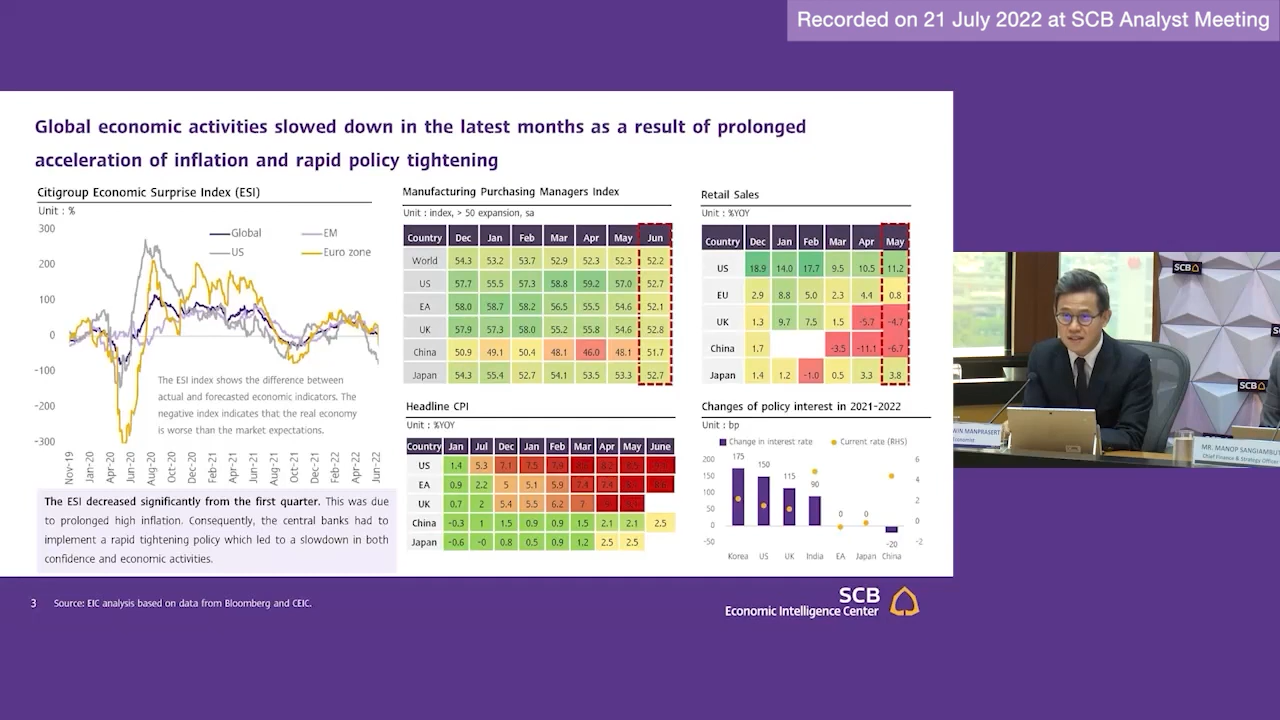 Recorded on 21 July 2022 at SCB Analyst Meeting
Global economic activities slowed down in the latest months as a result of prolonged
acceleration of inflation and rapid policy tightening
Citigroup Economic Surprise Index (ESI)
Unit : %
300
200
100
0
-100
-200
-300
Global
EM
US
Euro zone
The ESI index shows the difference between
actual and forecasted economic indicators. The
negative index indicates that the real economy
is worse than the market expectations.
Nov-19 Jan-20 Apr-20 Jun-20 Aug-20 Oct-20 Dec-20 Feb-21 Apr-21 Jun-21 Aug-21 Oct-21 Dec-21 Feb-22 Apr-22 Jun-22
The ESI decreased significantly from the first quarter. This was due
to prolonged high inflation. Consequently, the central banks had to
implement a rapid tightening policy which led to a slowdown in both
confidence and economic activities.
Manufacturing Purchasing Managers Index
Unit : index, > 50 expansion, sa
Country Dec Jan Feb Mar Apr May Jun
World 54.3 53.2 53.7 52.9 52.3 52.3 52.2
US 57.7 55.5 57.3 58.8 59.2 57.0 52.7
EA 58.0 58.7 58.2 56.5 55.5 54.6 52.1
UK 57.9 57.3 58.0 55.2 55.8 54.6 52.8
China 50.9 49.1 50.4 48.1 46.0 48.1 51.7
Japan 54.3 55.4 52.7 54.1 53.5 53.3 52.7
Headline CPI
Unit : %YOY
Country Jan Jul Dec Jan Feb Mar Apr May June
US 1.4 5.3 7.1 7.5 7.9
EA 0.9 2.2 5 5.1 5.9 7.4 7.4
UK 0.7 2 5.4 5.5 6.2 7
China -0.3 1 1.5 0.9 0.9 1.5 2.1 2.1 2.5
Japan -0.6 -0 0.8 0.5 0.9 1.2 2.5 2.5
Retail Sales
Unit : %YOY
Country Dec Jan Feb Mar Apr May
US 18.9 14.0 17.7 9.5 10.5 11.2
EU 2.9 8.8 5.0 2.3 4.4 0.8
UK 1.3 9.7 7.5 1.5 -5.7 -4.7
China 1.7 -3.5 -11.1 -6.7
Japan 1.4 1.2 -1.0 0.5 3.3 3.8
Changes of policy interest in 2021-2022
Unit : bp
Change in interest rate
Current rate (RHS)
200
150
100
50
0
-50
175 150 115 90 0 0 -20
6
4
2
0
-2
Korea US UK India EA Japan China
3
Source: EIC analysis based on data from Bloomberg and CEIC.
SCB
Economic Intelligence Center
SCB
SCB
WIN MANPRASERT
Economist
MR. MANOP SANGIAMBUT
Chief Finance & Strategy Officer